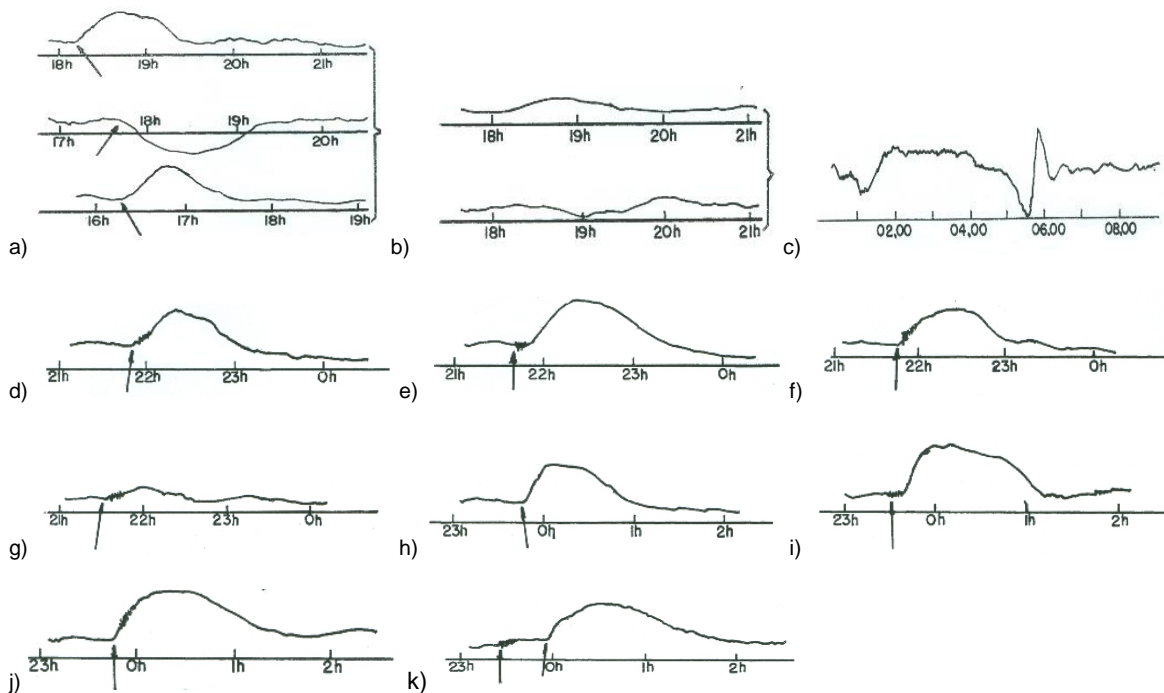 18h 19h 20h 21h
17h 18h 19h 20h
16h 17h 18h 19h
a)
18h 19h 20h 21h
18h 19h 20h 21h
b)
02,00 04,00 06,00 08,00
c)
21h 22h 23h 0h
d)
21h 22h 23h 0h
e)
21h 22h 23h 0h
f)
21h 22h 23h 0h
g)
23h 0h 1h 2h
h)
23h 0h 1h 2h
i)
23h 0h 1h 2h
j)
23h 0h 1h 2h
k)